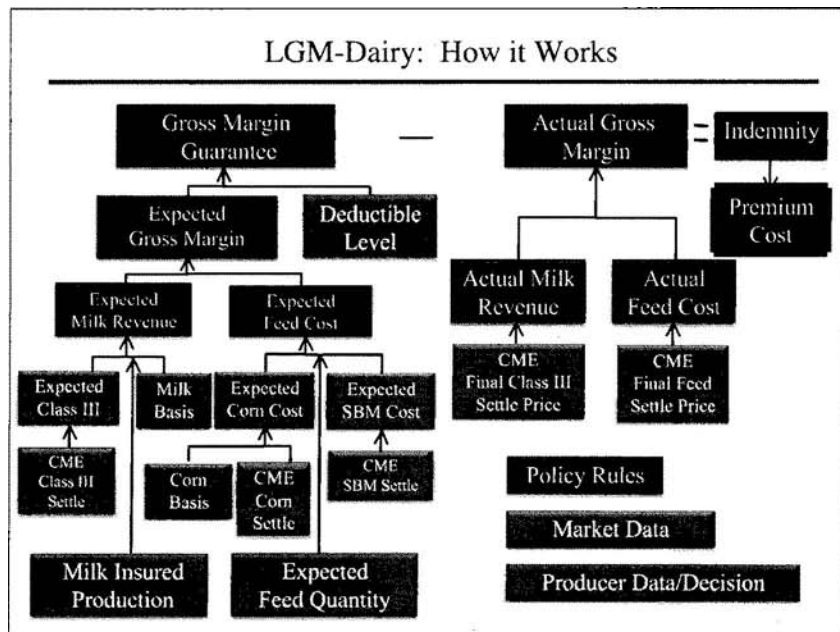 LGM-Dairy: How it Works
Gross Margin
Guarantee
—
Actual Gross
Margin
=
Indemnity
Premium
Cost
Expected
Gross Margin
Deductible
Level
Expected
Milk Revenue
Expected
Feed Cost
Actual Milk
Revenue
Actual
Feed Cost
Expected
Class III
Milk
Basis
Expected
Corn Cost
Expected
SBM Cost
CME
Final Class III
Settle Price
CME
Final Feed
Settle Price
CME
Class III
Settle
Corn
Basis
CME
Corn
Settle
CME
SBM Settle
Milk Insured
Production
Expected
Feed Quantity
Policy Rules
Market Data
Producer Data/Decision